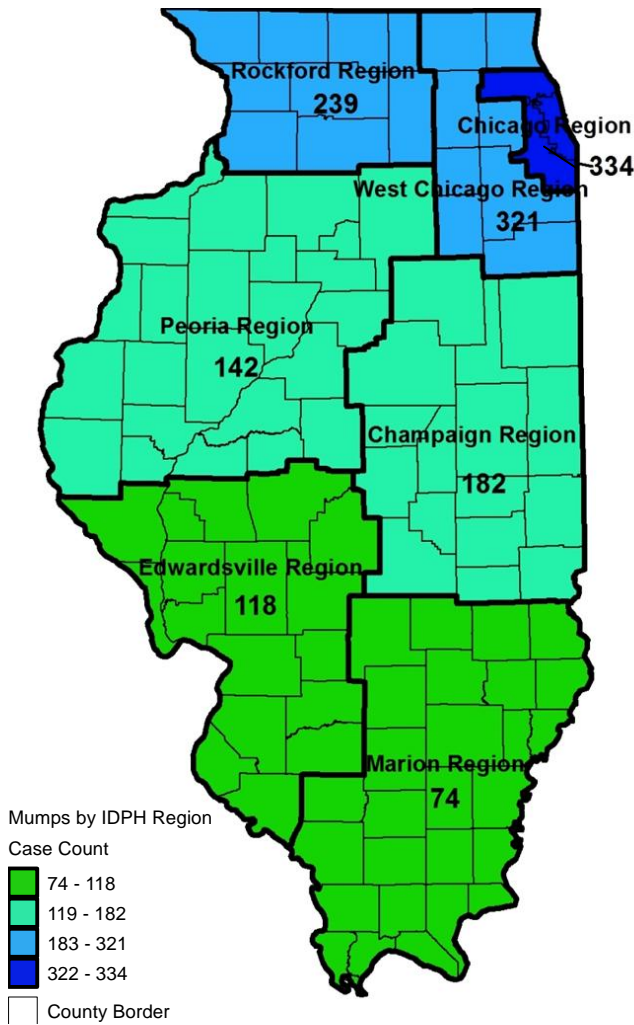 Rockford Region
239
Chicago Region
334
West Chicago Region
321
Peoria Region
142
Champaign Region
182
Edwardsville Region
118
Marion Region
74
Mumps by IDPH Region
Case Count
74 - 118
119 - 182
183 - 321
322 - 334
County Border